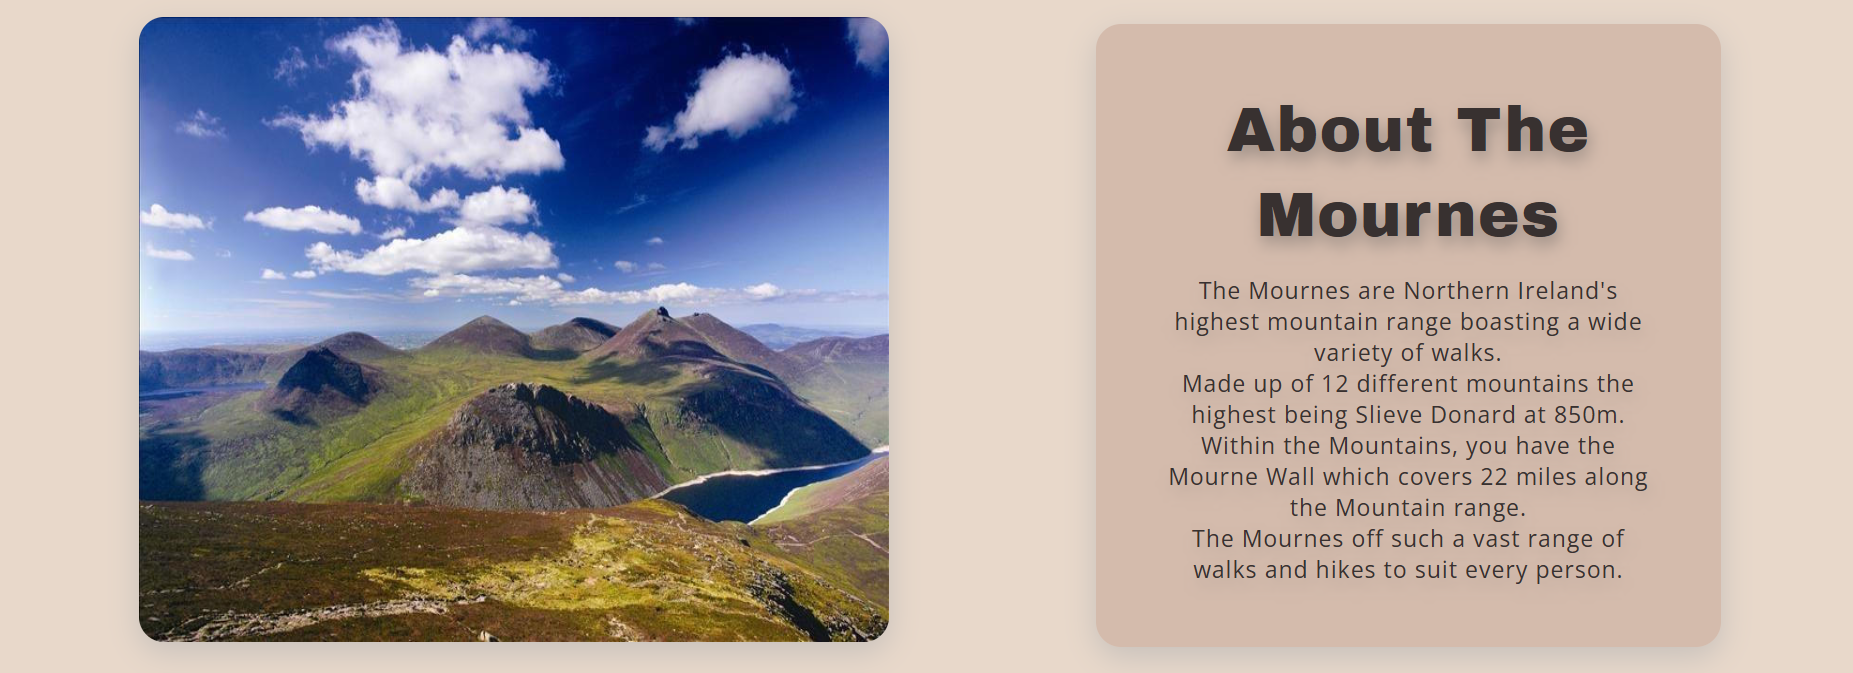 About The
Mournes
The Mournes are Northern Ireland's
highest mountain range boasting a wide
variety of walks.
Made up of 12 different mountains the
highest being Slieve Donard at 850m.
Within the Mountains, you have the
Mourne Wall which covers 22 miles along
the Mountain range.
The Mournes off such a vast range of
walks and hikes to suit every person.